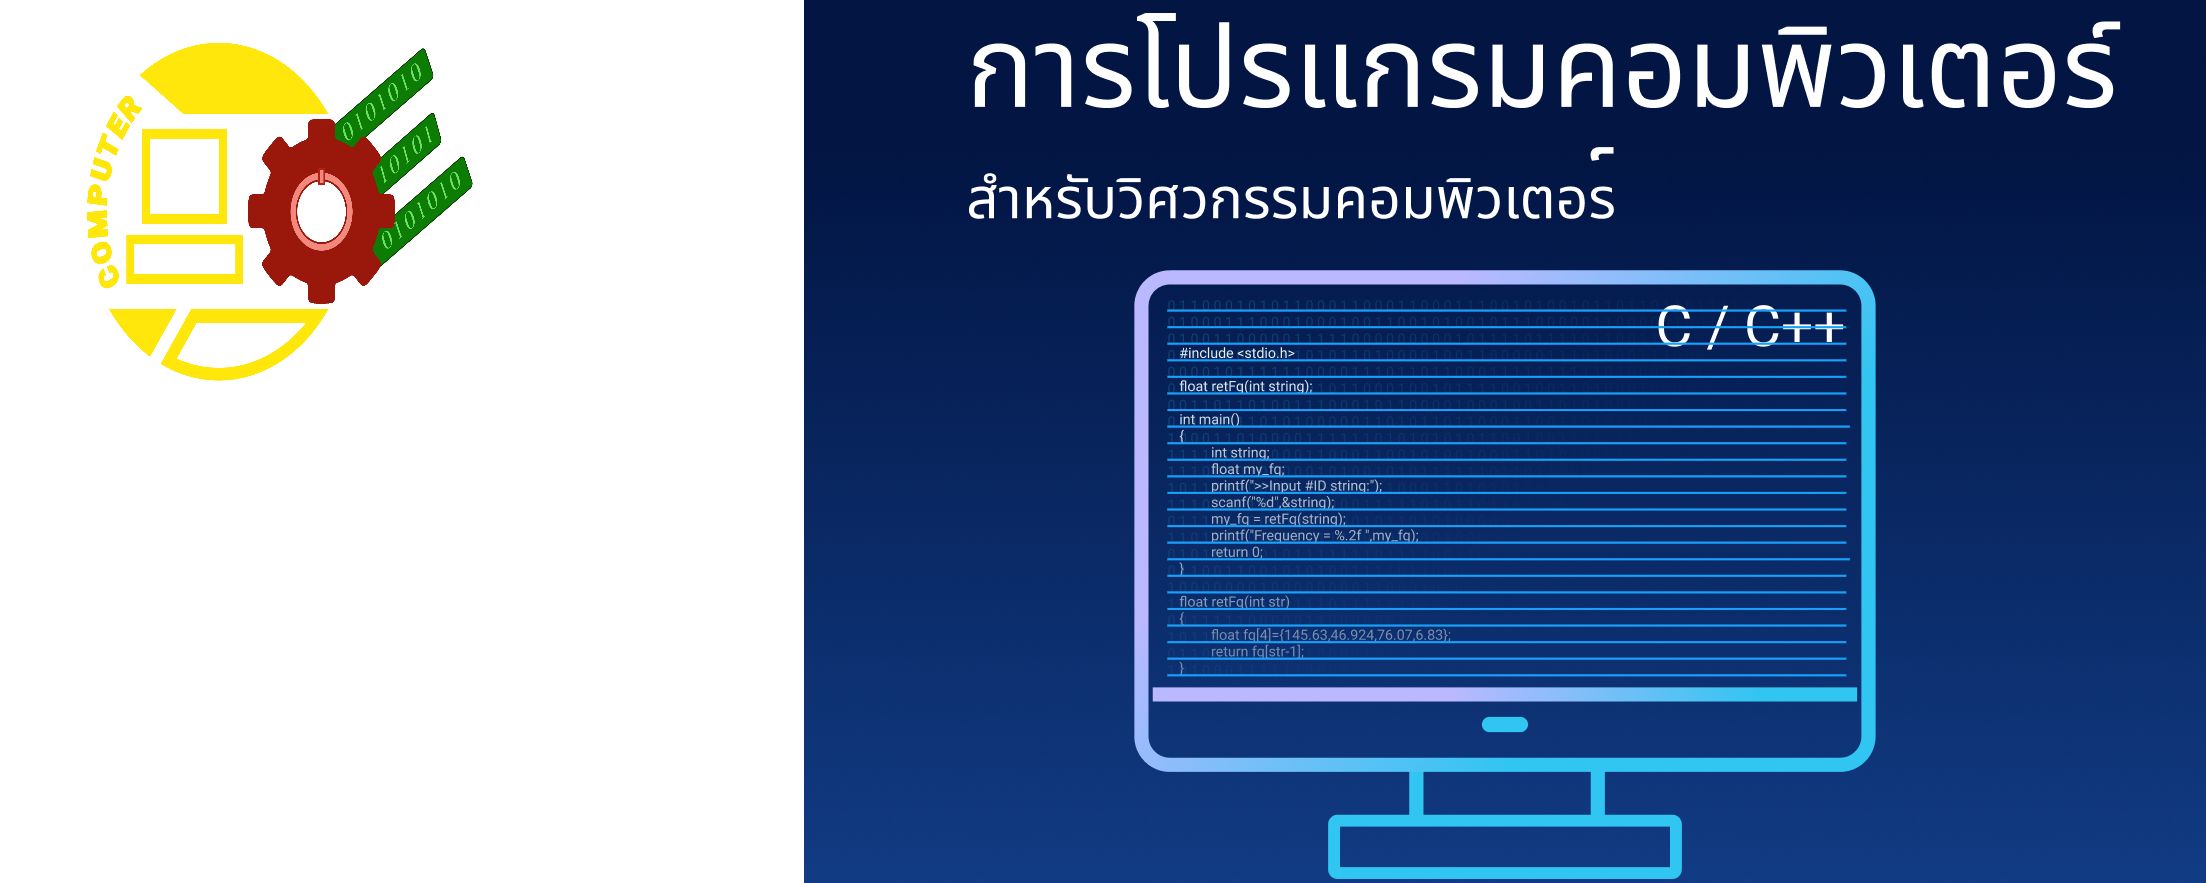 COMPUTER
0101010
10101
0101010
การโปรแกรมคอมพิวเตอร์
สำหรับวิศวกรรมคอมพิวเตอร์
C / C++
#include <stdio.h>
float retFq(int string);
int main()
{
int string;
float my_fq;
printf(">>Input #ID string:");
scanf("%d",&string);
my_fq = retFq(string);
printf("Frequency = %.2f ",my_fq);
return 0;
}
float retFq(int str)
{
float fq[4]={145.63,46.924,76.07,6.83};
return fq[str-1];
}